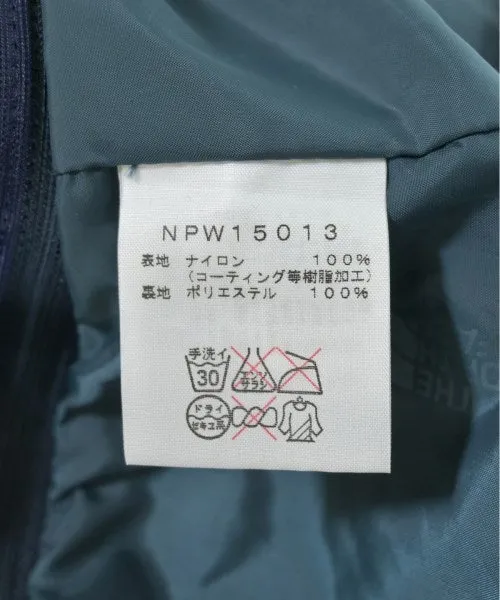 NPW15013
表地 ナイロン 100%
(コーティング等樹脂加工)
裏地 ポリエステル 100%
手洗イ
30
エンソ
サラシ
ドライ
セキユ系
THE